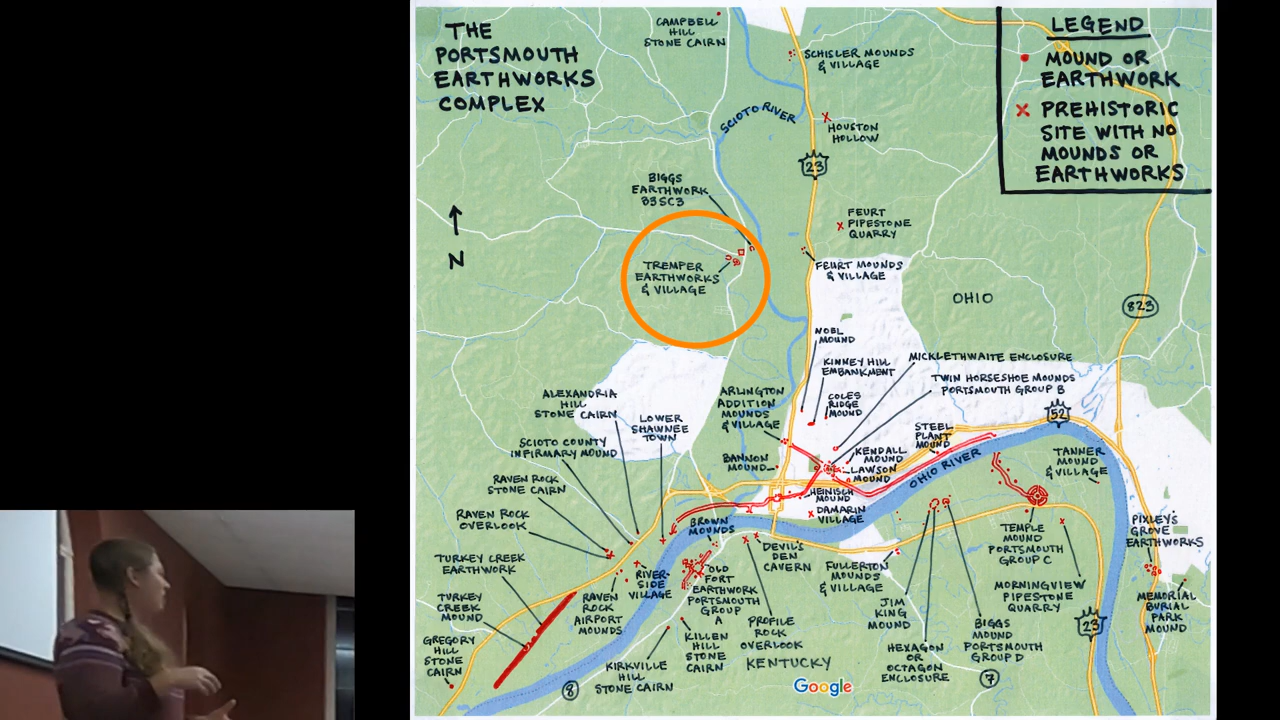 THE
PORTSMOUTH
EARTHWORKS
COMPLEX
CAMPBELL
HILL
STONE CAIRN
SCHISLER MOUNDS
& VILLAGE
LEGEND
MOUND OR
EARTHWORK
X PREHISTORIC
SITE WITH NO
MOUNDS OR
EARTHWORKS
SCIOTO RIVER
HOUSTON
HOLLOW
23
BIGGS
EARTHWORK
33SC3
N
FEURT
PIPESTONE
QUARRY
TREMPER
EARTHWORKS
& VILLAGE
FEURT MOUNDS
& VILLAGE
OHIO
823
NOEL
MOUND
KINNEY HILL
EMBANKMENT
MICKLETHWAITE ENCLOSURE
TWIN HORSESHOE MOUNDS
PORTSMOUTH GROUP B
COLES
RIDGE
MOUND
ARLINGTON
ADDITION
MOUNDS
& VILLAGE
ALEXANDRIA
HILL
STONE CAIRN
LOWER
SHAWNEE
TOWN
52
STEEL
PLANT
MOUND
SCIOTO COUNTY
INFIRMARY MOUND
BANNON
MOUND
KENDALL
MOUND
LAWSON
MOUND
OHIO RIVER
TANNER
MOUND
& VILLAGE
RAVEN ROCK
STONE CAIRN
HEINISCH
MOUND
DAMARIN
VILLAGE
RAVEN ROCK
OVERLOOK
BROWN
MOUNDS
TEMPLE
MOUND
PORTSMOUTH
GROUP C
PIXLEY'S
GROVE
EARTHWORKS
TURKEY CREEK
EARTHWORK
DEVIL'S
DEN
CAVERN
FULLERTON
MOUNDS
& VILLAGE
RIVER-
SIDE
VILLAGE
OLD
FORT
EARTHWORK
PORTSMOUTH
GROUP
A
MORNINGVIEW
PIPESTONE
QUARRY
TURKEY
CREEK
MOUND
RAVEN
ROCK
AIRPORT
MOUNDS
JIM
KING
MOUND
MEMORIAL
BURIAL
PARK
MOUND
PROFILE
ROCK
OVERLOOK
BIGGS
MOUND
PORTSMOUTH
GROUP D
23
GREGORY
HILL
STONE
CAIRN
KILLEN
HILL
STONE
CAIRN
HEXAGON
OR
OCTAGON
ENCLOSURE
KENTUCKY
KIRKVILLE
HILL
STONE CAIRN
8
Google
7